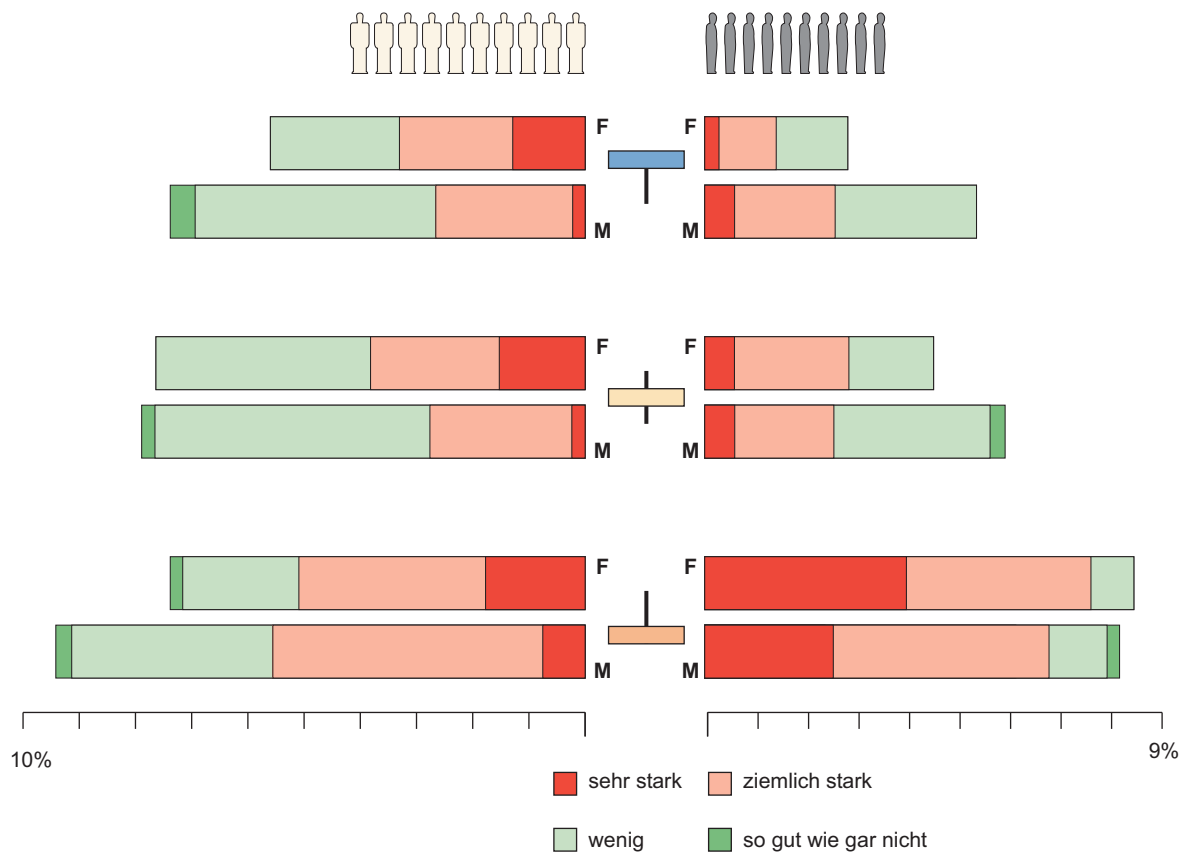 F F
M M
F F
M M
F F
M M
10% 9%
sehr stark ziemlich stark
wenig so gut wie gar nicht